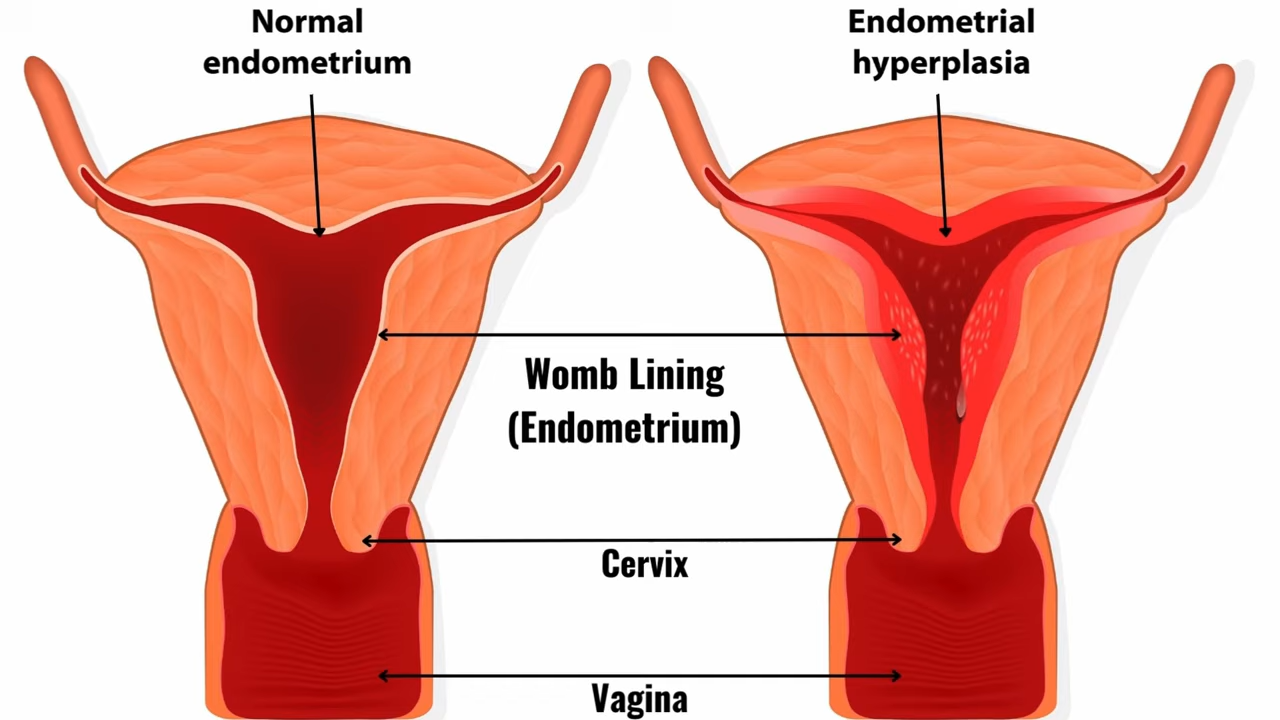 Normal
endometrium
Endometrial
hyperplasia
Womb Lining
(Endometrium)
Cervix
Vagina